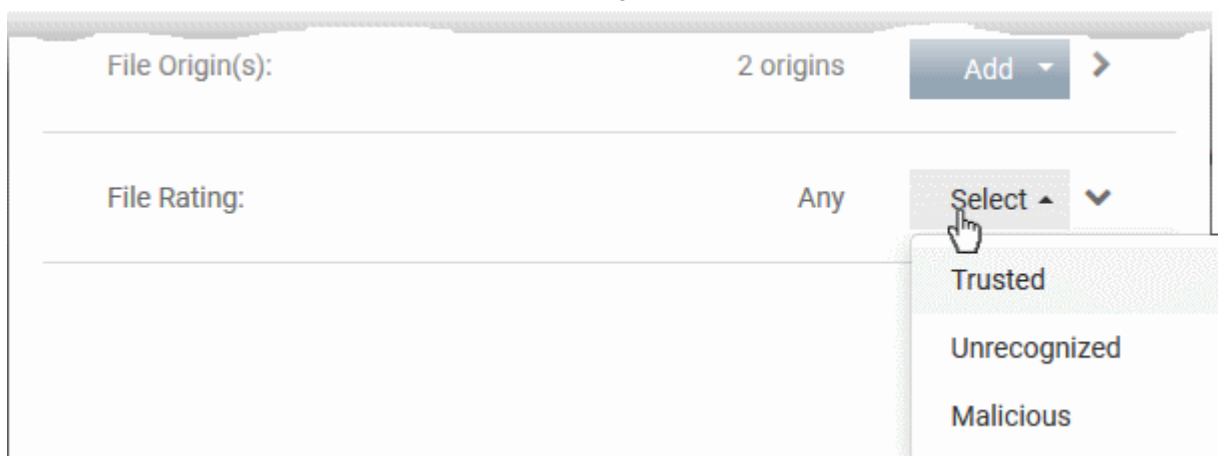 File Origin(s): 2 origins Add
File Rating: Any Select
Trusted
Unrecognized
Malicious